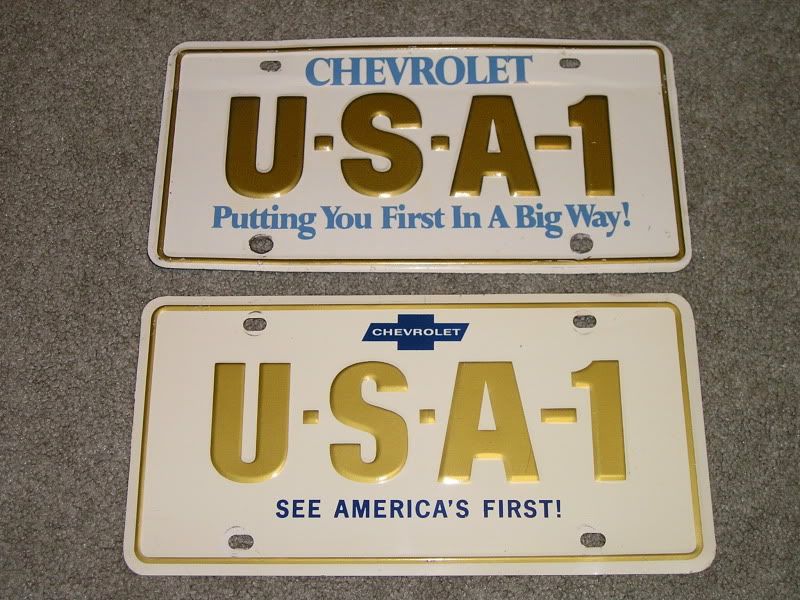 CHEVROLET
U-S-A-1
Putting You First In A Big Way!
CHEVROLET
U-S-A-1
SEE AMERICA'S FIRST!